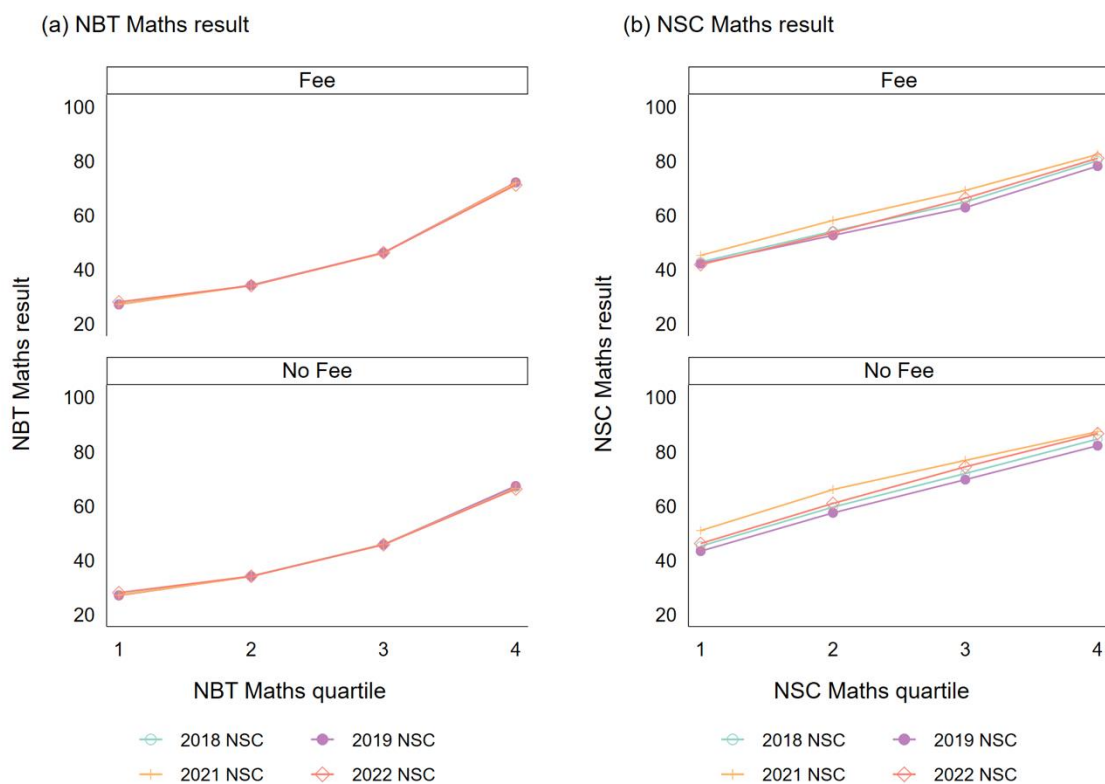 (a) NBT Maths result
Fee
100
80
60
40
20
No Fee
100
80
60
40
20
1 2 3 4
NBT Maths result
NBT Maths quartile
2018 NSC 2019 NSC
2021 NSC 2022 NSC
(b) NSC Maths result
Fee
100
80
60
40
20
No Fee
100
80
60
40
20
1 2 3 4
NSC Maths result
NSC Maths quartile
2018 NSC 2019 NSC
2021 NSC 2022 NSC